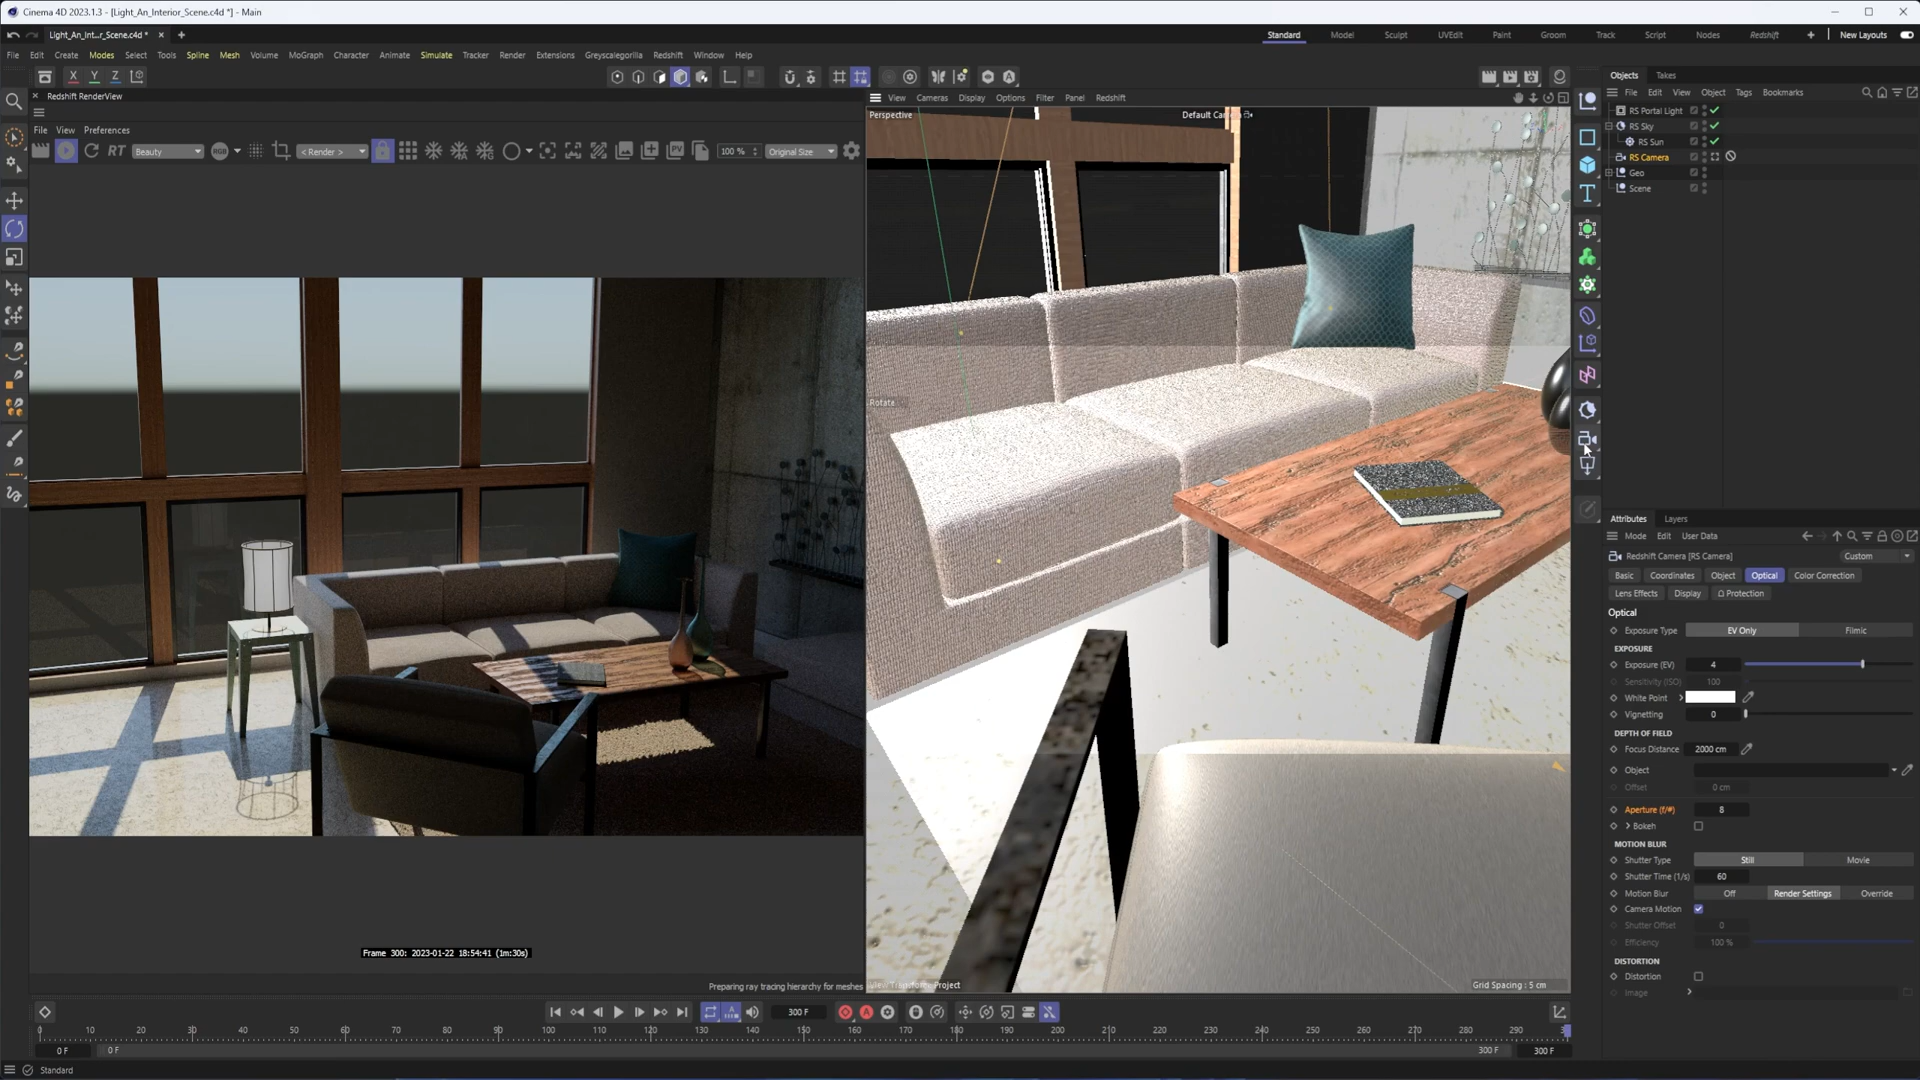 Cinema 4D 2023.1.3 - [Light_An_Interior_Scene.c4d *] - Main
Light_An_Int...r_Scene.c4d *
Standard Model Sculpt UVEdit Paint Groom Track Script Nodes Redshift New Layouts
File Edit Create Modes Select Tools Spline Mesh Volume MoGraph Character Animate Simulate Tracker Render Extensions Greyscalegorilla Redshift Window Help
X Y Z
Objects Takes
Redshift RenderView
View Cameras Display Options Filter Panel Redshift
File Edit View Object Tags Bookmarks
Perspective
RS Portal Light
RS Sky
RS Sun
RS Camera
Geo
Scene
File View Preferences
RT Beauty RGB < Render > 100 % Original Size
Rotate
Attributes Layers
Mode Edit User Data
Redshift Camera [RS Camera] Custom
Basic Coordinates Object Optical Color Correction
Lens Effects Display Protection
Optical
Exposure Type EV Only Filmic
EXPOSURE
Exposure (EV) 4
Sensitivity (ISO) 100
White Point
Vignetting 0
DEPTH OF FIELD
Focus Distance 2000 cm
Object
Offset 0 cm
Aperture (f/#) 8
Bokeh
MOTION BLUR
Shutter Type Still Movie
Shutter Time (1/s) 60
Motion Blur Off Render Settings Override
Camera Motion
Shutter Offset 0
Efficiency 100 %
DISTORTION
Distortion
Image
Frame 300: 2023-01-22 18:54:41 (1m:30s)
Preparing ray tracing hierarchy for meshes
Project
Grid Spacing : 5 cm
300 F
0 10 20 30 40 50 60 70 80 90 100 110 120 130 140 150 160 170 180 190 200 210 220 230 240 250 260 270 280 290
0 F 0 F 300 F 300 F
Standard